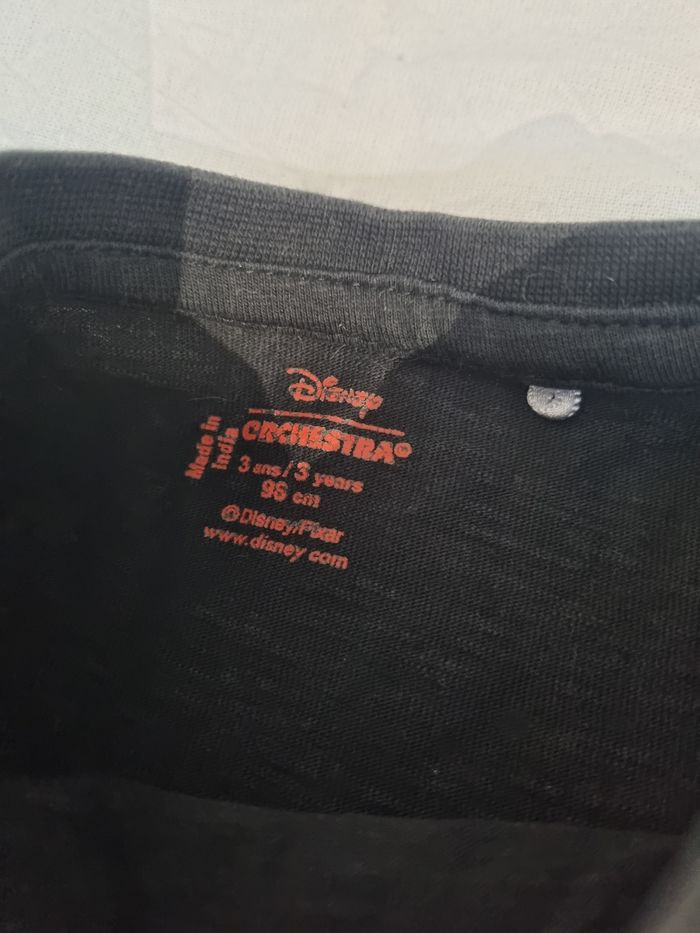 Disney
ORCHESTRA®
Made in
India
3 ans / 3 years
98 cm
©Disney/Pixar
www.disney.com